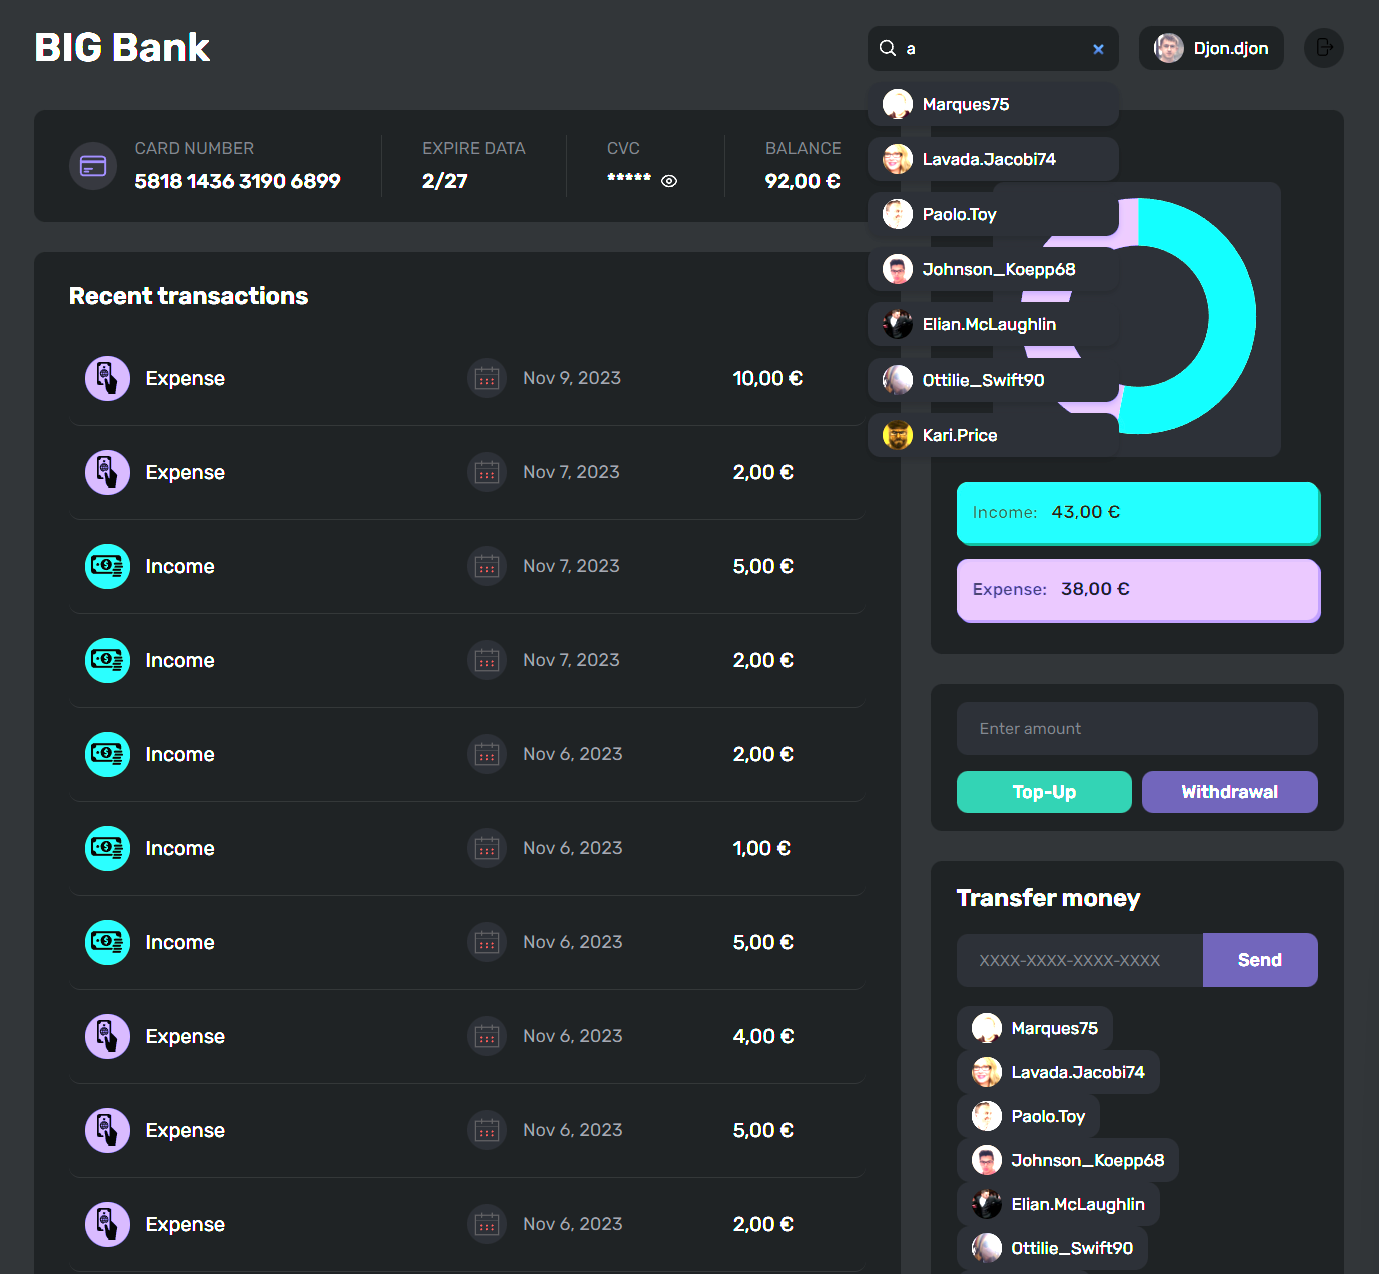 BIG Bank
a
Djon.djon
Marques75
Lavada.Jacobi74
Paolo.Toy
Johnson_Koepp68
Elian.McLaughlin
Ottilie_Swift90
Kari.Price
CARD NUMBER
5818 1436 3190 6899
EXPIRE DATA
2/27
CVC
*****
BALANCE
92,00 €
Recent transactions
Expense Nov 9, 2023 10,00 €
Expense Nov 7, 2023 2,00 €
Income Nov 7, 2023 5,00 €
Income Nov 7, 2023 2,00 €
Income Nov 6, 2023 2,00 €
Income Nov 6, 2023 1,00 €
Income Nov 6, 2023 5,00 €
Expense Nov 6, 2023 4,00 €
Expense Nov 6, 2023 5,00 €
Expense Nov 6, 2023 2,00 €
Income: 43,00 €
Expense: 38,00 €
Enter amount
Top-Up
Withdrawal
Transfer money
XXXX-XXXX-XXXX-XXXX
Send
Marques75
Lavada.Jacobi74
Paolo.Toy
Johnson_Koepp68
Elian.McLaughlin
Ottilie_Swift90